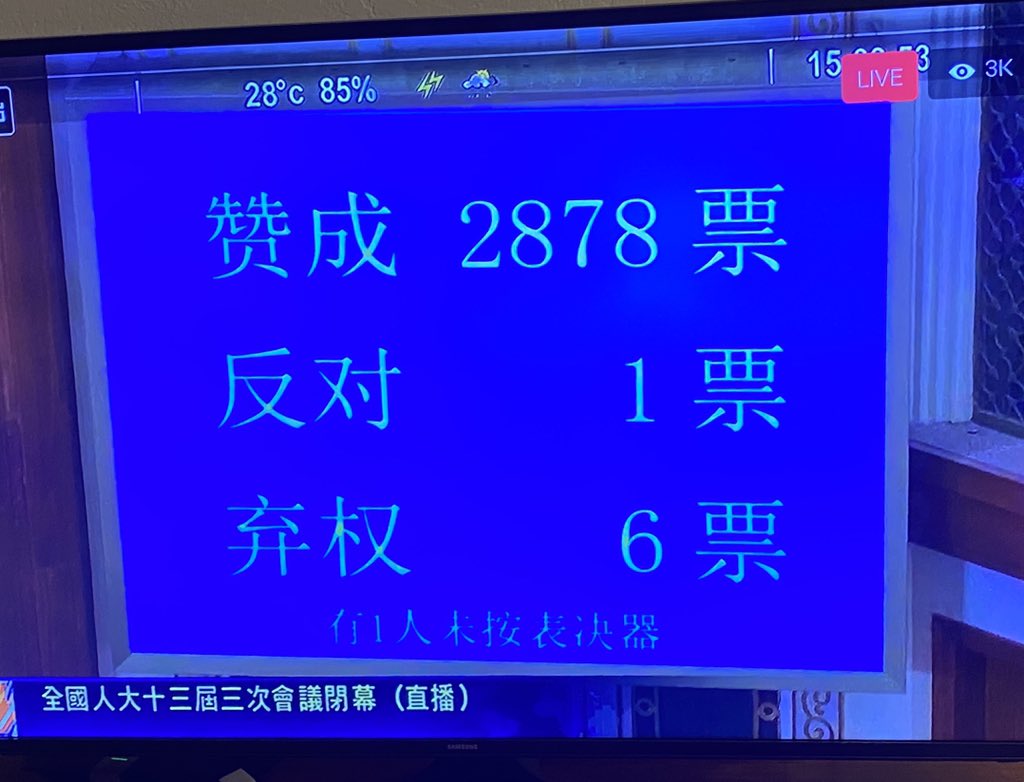 28°c 85%
LIVE
3K
赞成 2878 票
反对 1 票
弃权 6 票
有1人未按表决器
全國人大十三屆三次會議閉幕（直播）
SAMSUNG